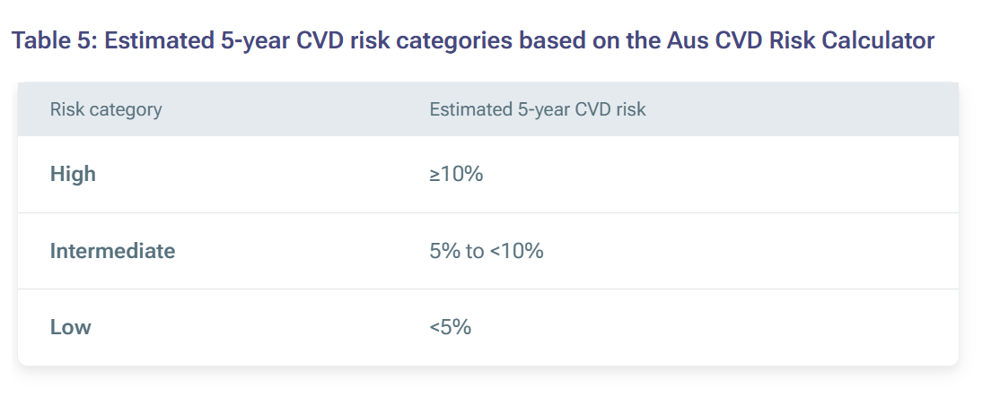 Table 5: Estimated 5-year CVD risk categories based on the Aus CVD Risk Calculator
Risk category Estimated 5-year CVD risk
High ≥10%
Intermediate 5% to <10%
Low <5%